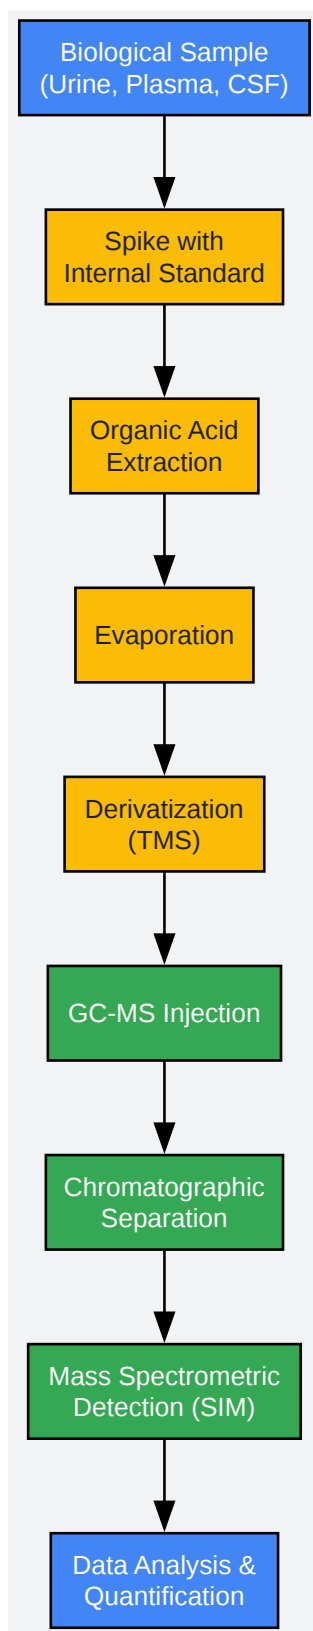 Biological Sample
(Urine, Plasma, CSF)
Spike with
Internal Standard
Organic Acid
Extraction
Evaporation
Derivatization
(TMS)
GC-MS Injection
Chromatographic
Separation
Mass Spectrometric
Detection (SIM)
Data Analysis &
Quantification